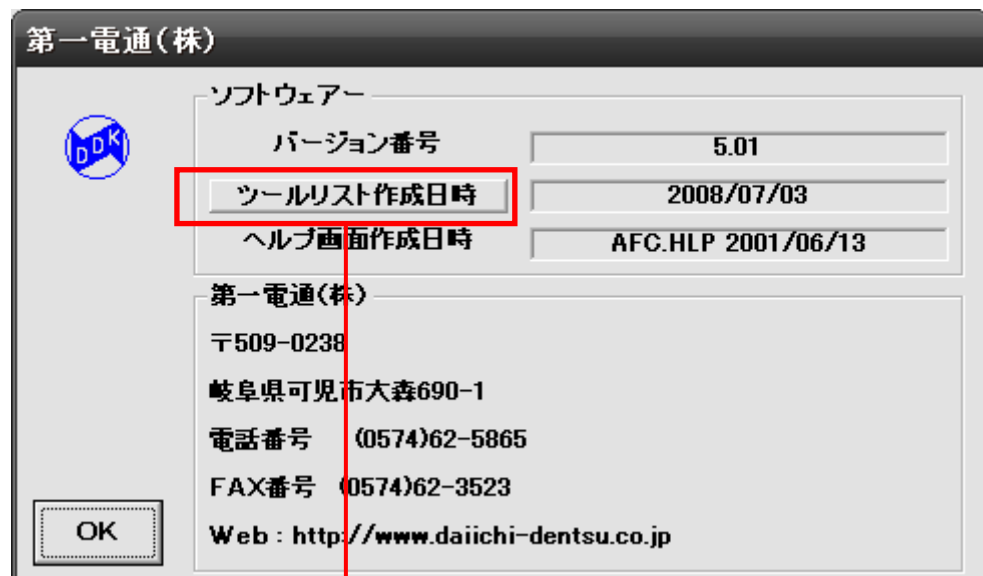 第一電通(株)
DDK
ソフトウェアー
バージョン番号 5.01
ツールリスト作成日時 2008/07/03
ヘルプ画面作成日時 AFC.HLP 2001/06/13
第一電通(株)
〒509-0238
岐阜県可児市大森690-1
電話番号 (0574)62-5865
FAX番号 (0574)62-3523
Web : http://www.daiichi-dentsu.co.jp
OK